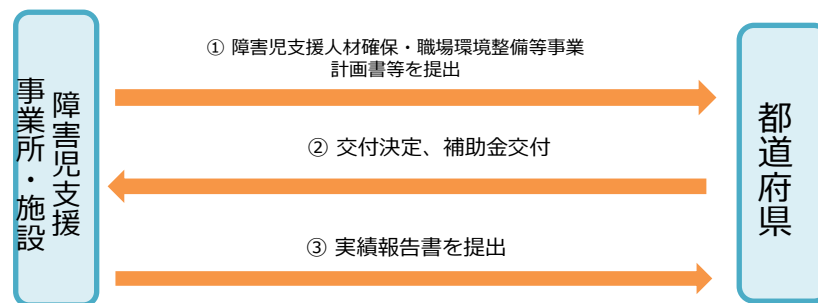 障害児支援
事業所・施設
① 障害児支援人材確保・職場環境整備等事業
計画書等を提出
② 交付決定、補助金交付
③ 実績報告書を提出
都道府県